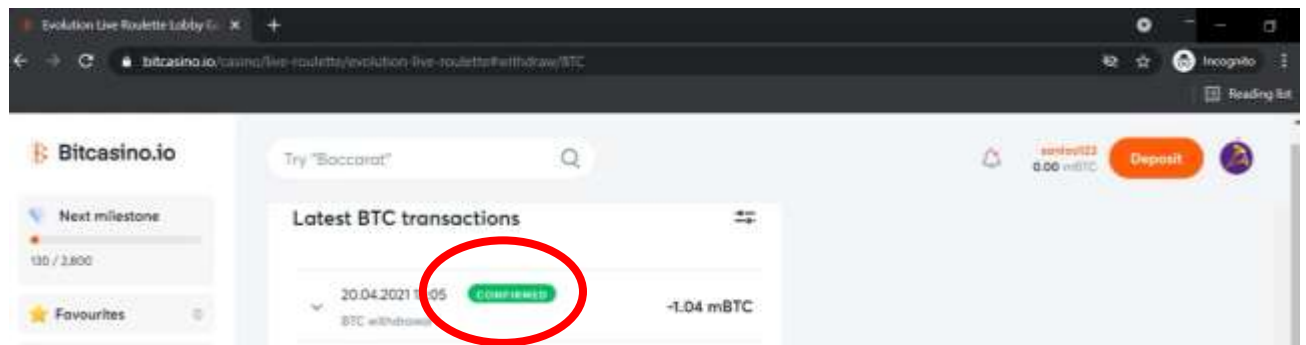 Evolution Live Roulette Lobby
bitcasino.io/casino/live-roulette/evolution-live-roulette#withdraw/BTC
Incognito
Reading list
Bitcasino.io
Try "Baccarat"
0.00 mBTC
Deposit
Next milestone
130 / 2,800
Latest BTC transactions
20.04.2021 05 CONFIRMED -1.04 mBTC
BTC withdrawal
Favourites 0